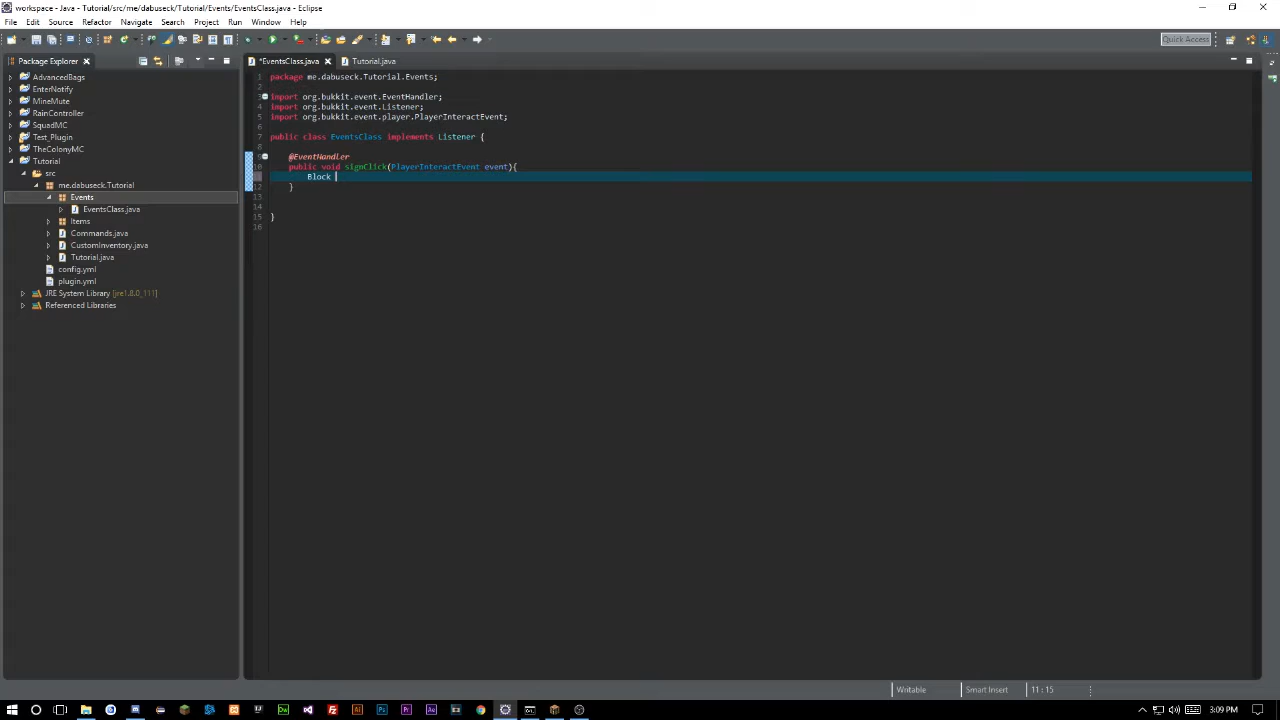 workspace - Java - Tutorial/src/me/dabuseck/Tutorial/Events/EventsClass.java - Eclipse
File Edit Source Refactor Navigate Search Project Run Window Help
Quick Access
Package Explorer
*EventsClass.java
Tutorial.java
AdvancedBags
EnterNotify
MineMute
RainController
SquadMC
Test_Plugin
TheColonyMC
Tutorial
src
me.dabuseck.Tutorial
Events
EventsClass.java
Items
Commands.java
CustomInventory.java
Tutorial.java
config.yml
plugin.yml
JRE System Library [jre1.8.0_111]
Referenced Libraries
1 package me.dabuseck.Tutorial.Events;
2
3 import org.bukkit.event.EventHandler;
4 import org.bukkit.event.Listener;
5 import org.bukkit.event.player.PlayerInteractEvent;
6
7 public class EventsClass implements Listener {
8
9 @EventHandler
10 public void signClick(PlayerInteractEvent event){
11 Block
12 }
13
14
15 }
16
Writable Smart Insert 11 : 15
3:09 PM